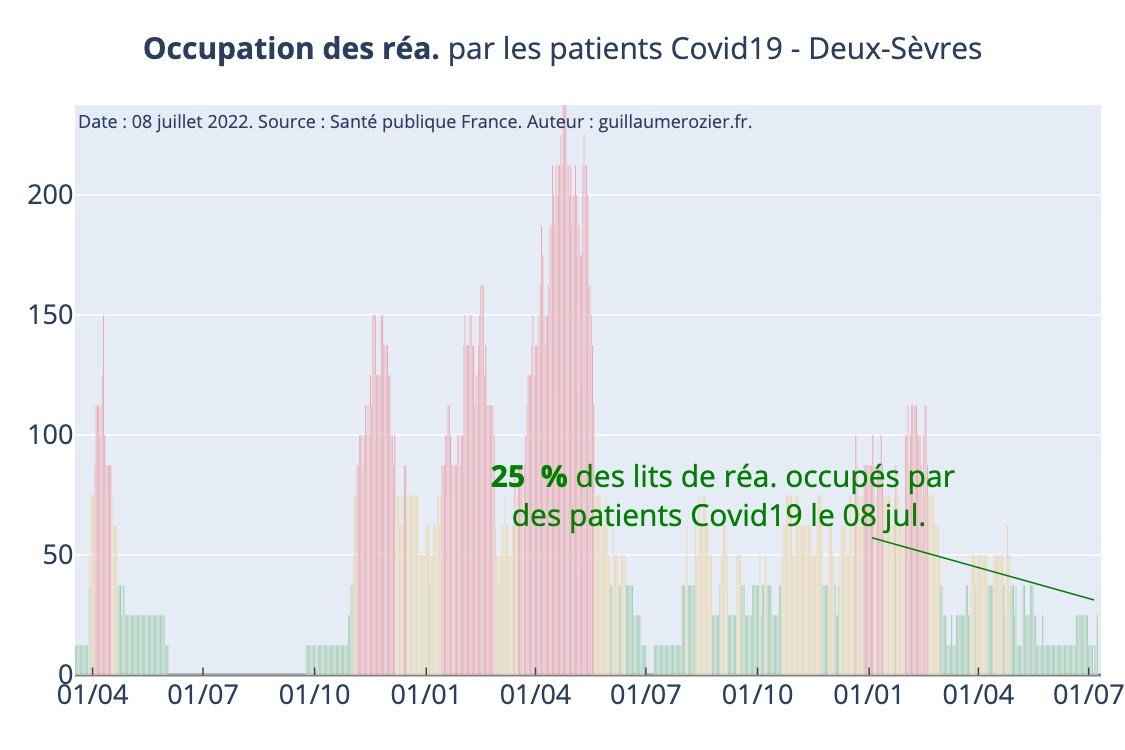 Occupation des réa. par les patients Covid19 - Deux-Sèvres
Date : 08 juillet 2022. Source : Santé publique France. Auteur : guillaumerozier.fr.
200
150
100
25 % des lits de réa. occupés par
des patients Covid19 le 08 jul.
50
0
01/04 01/07 01/10 01/01 01/04 01/07 01/10 01/01 01/04 01/07